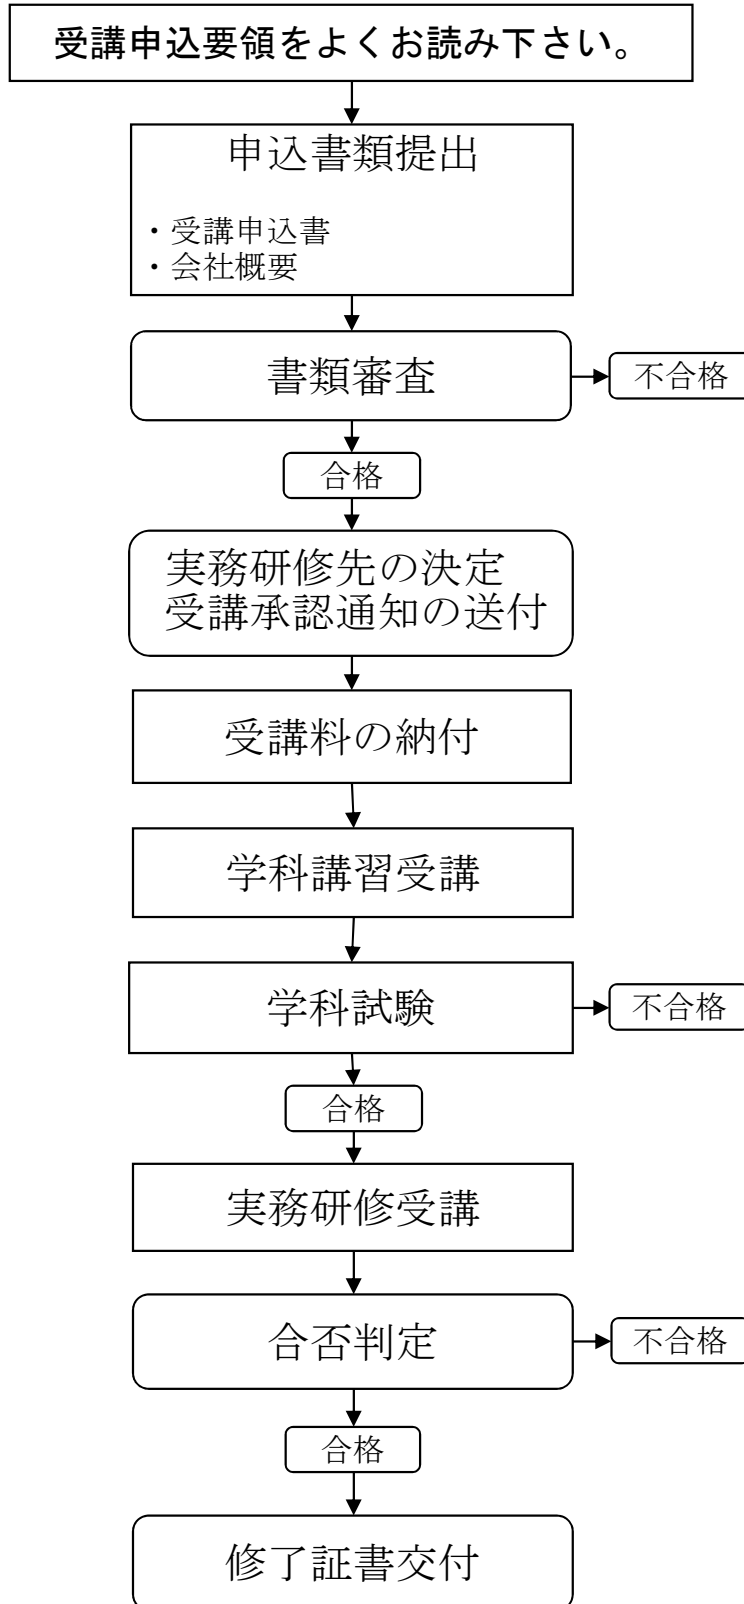 受講申込要領をよくお読み下さい。
申込書類提出
・受講申込書
・会社概要
書類審査
不合格
合格
実務研修先の決定
受講承認通知の送付
受講料の納付
学科講習受講
学科試験
不合格
合格
実務研修受講
合否判定
不合格
合格
修了証書交付